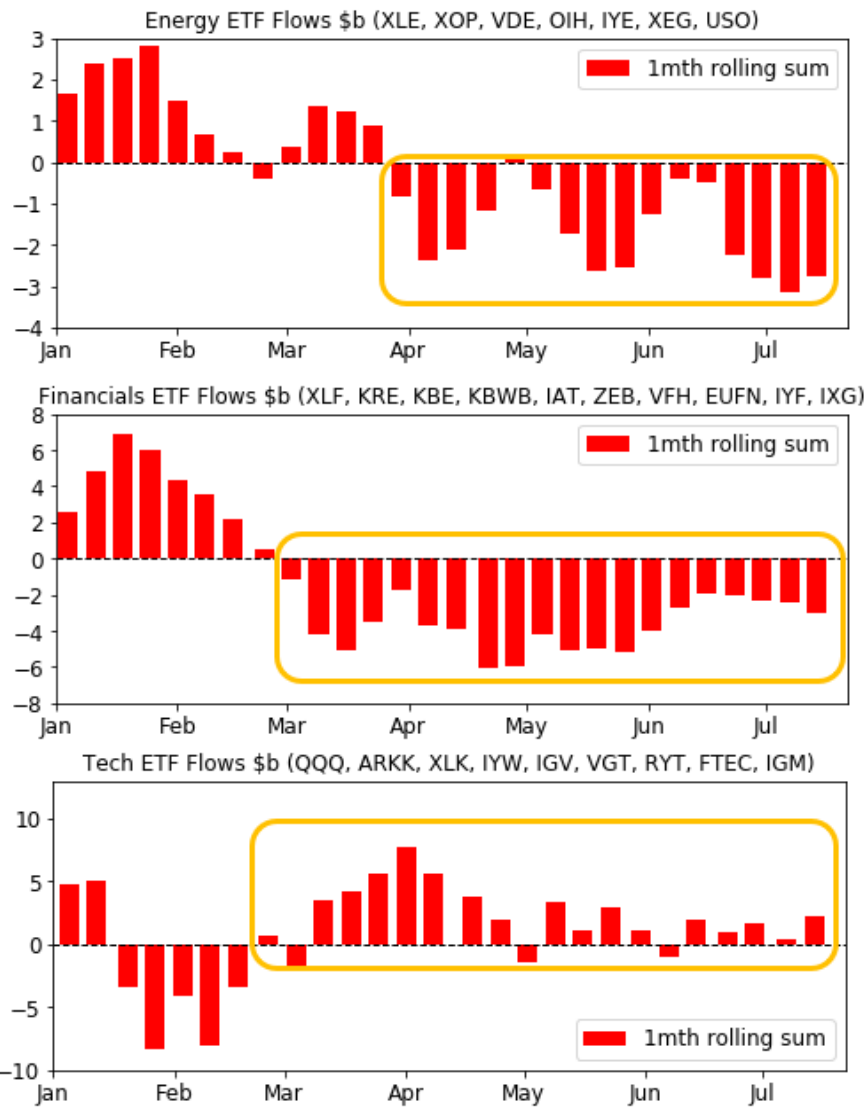 Energy ETF Flows $b (XLE, XOP, VDE, OIH, IYE, XEG, USO)
1mth rolling sum
3
2
1
0
−1
−2
−3
−4
Jan Feb Mar Apr May Jun Jul
Financials ETF Flows $b (XLF, KRE, KBE, KBWB, IAT, ZEB, VFH, EUFN, IYF, IXG)
1mth rolling sum
8
6
4
2
0
−2
−4
−6
−8
Jan Feb Mar Apr May Jun Jul
Tech ETF Flows $b (QQQ, ARKK, XLK, IYW, IGV, VGT, RYT, FTEC, IGM)
10
5
0
−5
−10
1mth rolling sum
Jan Feb Mar Apr May Jun Jul